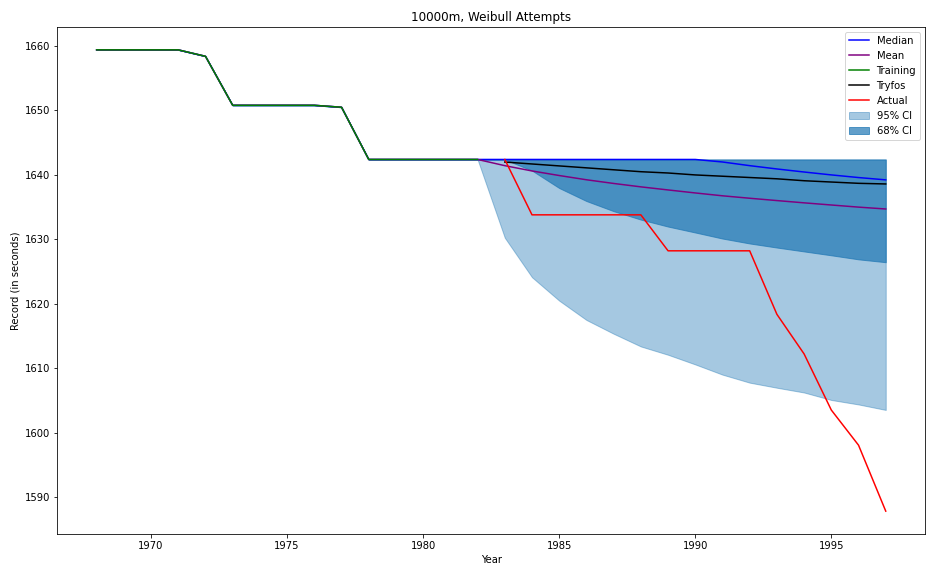 10000m, Weibull Attempts
Median
Mean
Training
Tryfos
Actual
95% CI
68% CI
Record (in seconds)
1660
1650
1640
1630
1620
1610
1600
1590
1970
1975
1980
1985
1990
1995
Year